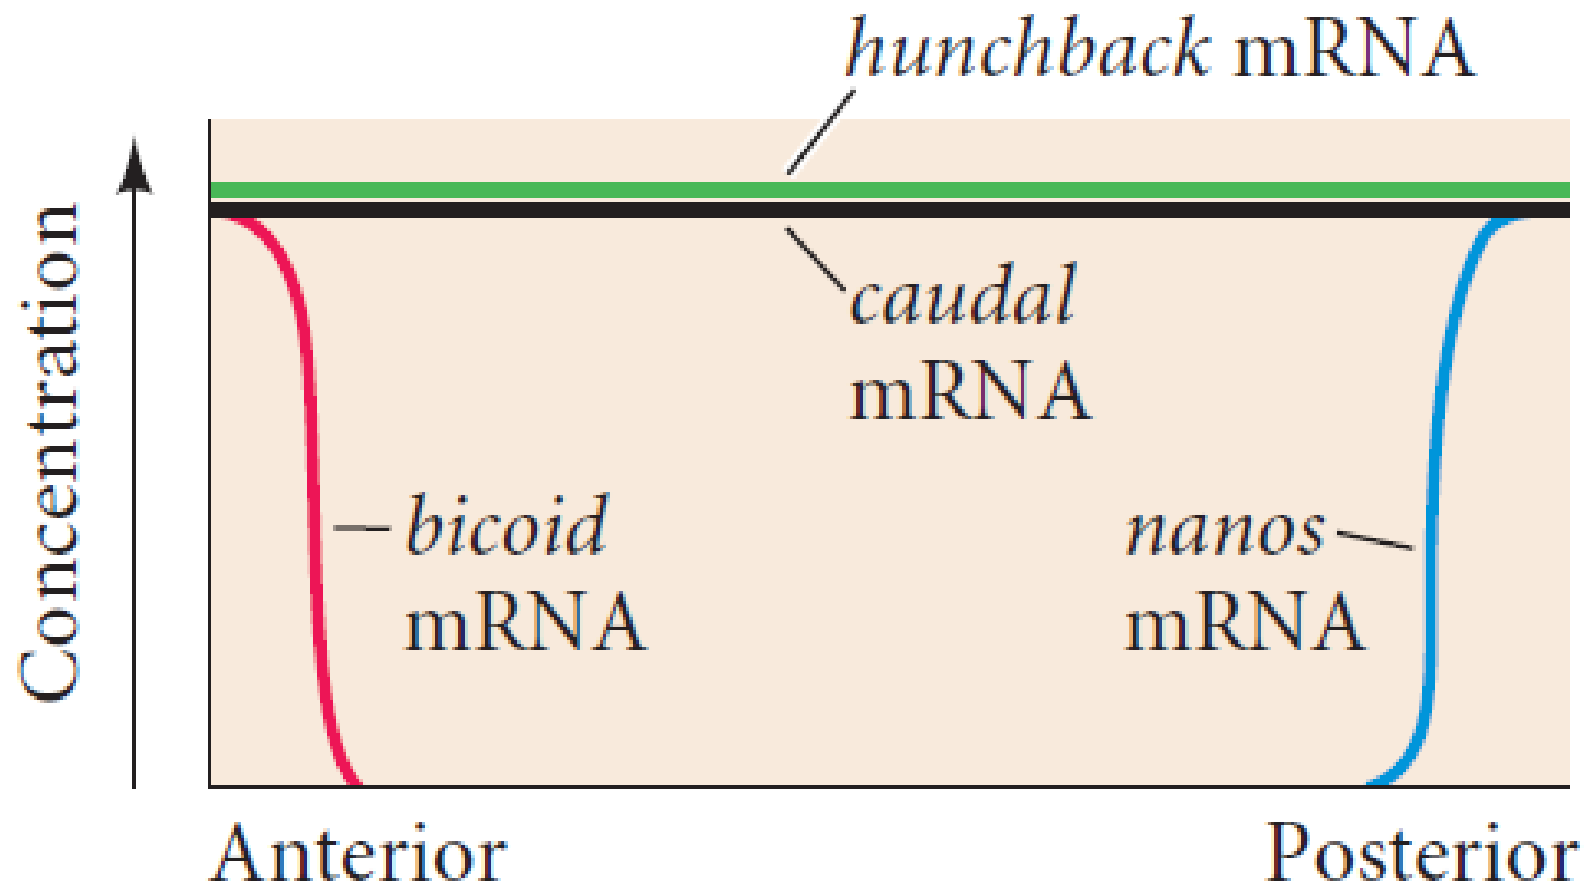 hunchback mRNA
Concentration
caudal
mRNA
bicoid
mRNA
nanos
mRNA
Anterior
Posterior